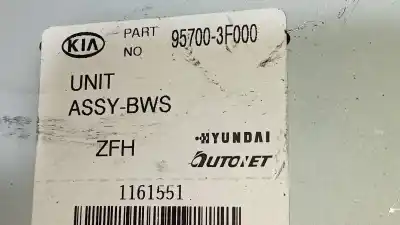 KIA PART NO 95700-3F000
UNIT
ASSY-BWS
ZFH HYUNDAI
AUTONET
1161551